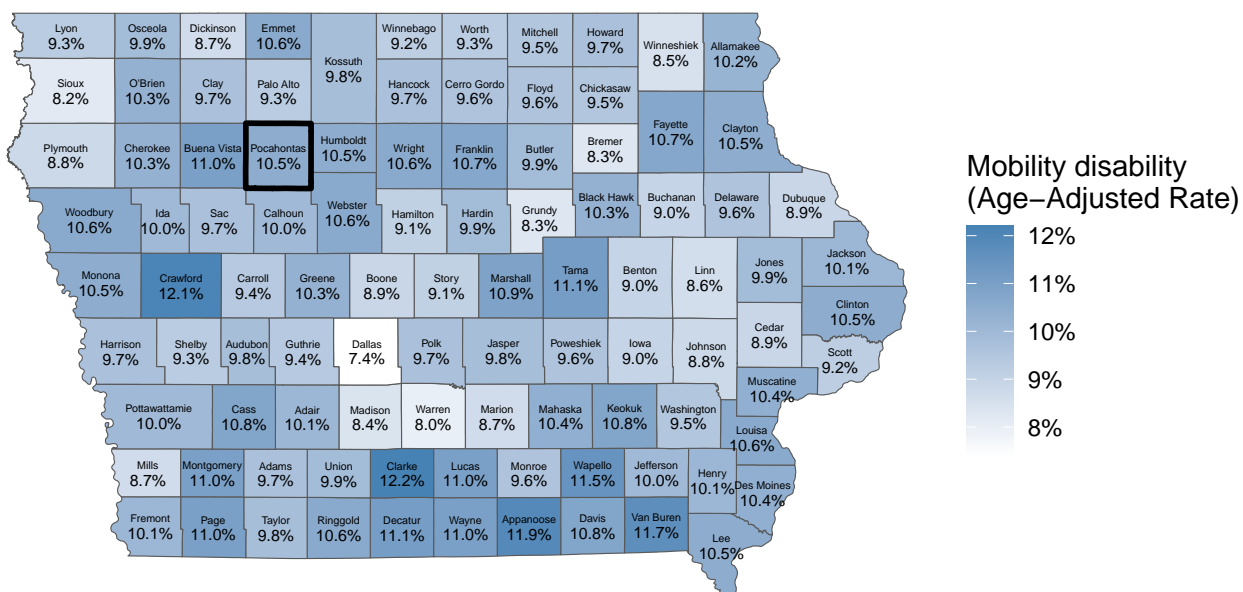 Lyon
9.3%
Osceola
9.9%
Dickinson
8.7%
Emmet
10.6%
Winnebago
9.2%
Worth
9.3%
Mitchell
9.5%
Howard
9.7%
Winneshiek
8.5%
Allamakee
10.2%
Kossuth
9.8%
Sioux
8.2%
O'Brien
10.3%
Clay
9.7%
Palo Alto
9.3%
Hancock
9.7%
Cerro Gordo
9.6%
Floyd
9.6%
Chickasaw
9.5%
Fayette
10.7%
Clayton
10.5%
Plymouth
8.8%
Cherokee
10.3%
Buena Vista
11.0%
Pocahontas
10.5%
Humboldt
10.5%
Wright
10.6%
Franklin
10.7%
Butler
9.9%
Bremer
8.3%
Woodbury
10.6%
Ida
10.0%
Sac
9.7%
Calhoun
10.0%
Webster
10.6%
Hamilton
9.1%
Hardin
9.9%
Grundy
8.3%
Black Hawk
10.3%
Buchanan
9.0%
Delaware
9.6%
Dubuque
8.9%
Monona
10.5%
Crawford
12.1%
Carroll
9.4%
Greene
10.3%
Boone
8.9%
Story
9.1%
Marshall
10.9%
Tama
11.1%
Benton
9.0%
Linn
8.6%
Jones
9.9%
Jackson
10.1%
Clinton
10.5%
Harrison
9.7%
Shelby
9.3%
Audubon
9.8%
Guthrie
9.4%
Dallas
7.4%
Polk
9.7%
Jasper
9.8%
Poweshiek
9.6%
Iowa
9.0%
Johnson
8.8%
Cedar
8.9%
Scott
9.2%
Muscatine
10.4%
Pottawattamie
10.0%
Cass
10.8%
Adair
10.1%
Madison
8.4%
Warren
8.0%
Marion
8.7%
Mahaska
10.4%
Keokuk
10.8%
Washington
9.5%
Louisa
10.6%
Mills
8.7%
Montgomery
11.0%
Adams
9.7%
Union
9.9%
Clarke
12.2%
Lucas
11.0%
Monroe
9.6%
Wapello
11.5%
Jefferson
10.0%
Henry
10.1%
Des Moines
10.4%
Fremont
10.1%
Page
11.0%
Taylor
9.8%
Ringgold
10.6%
Decatur
11.1%
Wayne
11.0%
Appanoose
11.9%
Davis
10.8%
Van Buren
11.7%
Lee
10.5%
Mobility disability
(Age−Adjusted Rate)
12%
11%
10%
9%
8%